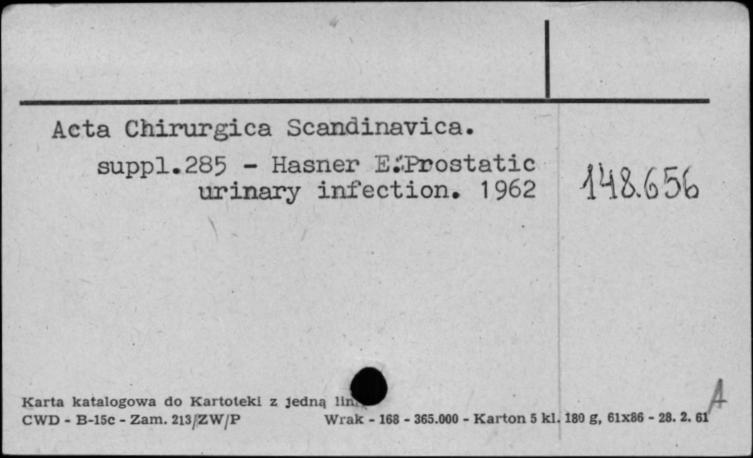 Acta Chirurgica Scandinavica.
suppl.285 - Hasner E.:Prostatic
urinary infection. 1962
148.656
Karta katalogowa do Kartoteki z jedną
CWD - B-15c - Zam. 213/ZW/P Wrak - 168 - 365.000 - Karton 5 kl. 180 g, 61x86 - 28. 2. 61
A